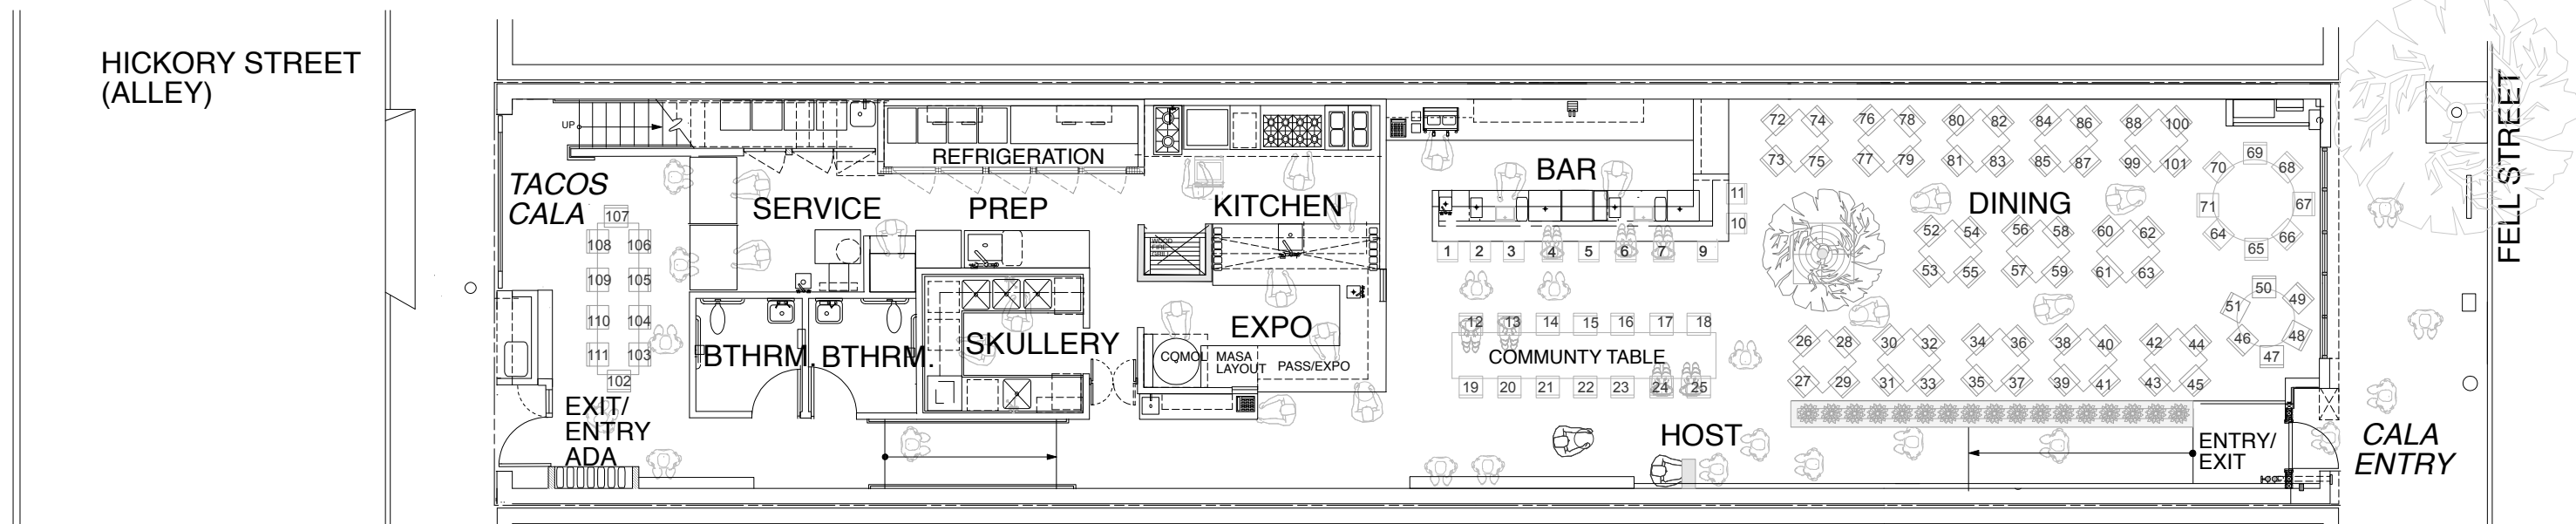 HICKORY STREET
(ALLEY)
UP
TACOS
CALA
107
108 106
109 105
110 104
111 103
102
EXIT/
ENTRY
ADA
SERVICE
BTHRM.
BTHRM.
REFRIGERATION
PREP
SKULLERY
KITCHEN
WOOD
FIRE
GRILL
EXPO
COMOL
MASA
LAYOUT
PASS/EXPO
BAR
11
10
1 2 3 4 5 6 7 9
12 13 14 15 16 17 18
COMMUNTY TABLE
19 20 21 22 23 24 25
HOST
72 74 76 78 80 82 84 86 88 100
73 75 77 79 81 83 85 87 99 101
DINING
52 54 56 58 60 62
53 55 57 59 61 63
69
70 68
71 67
64 66
65
50
51 49
46 48
47
26 28 30 32 34 36 38 40 42 44
27 29 31 33 35 37 39 41 43 45
ENTRY/
EXIT
CALA
ENTRY
FELL STREET